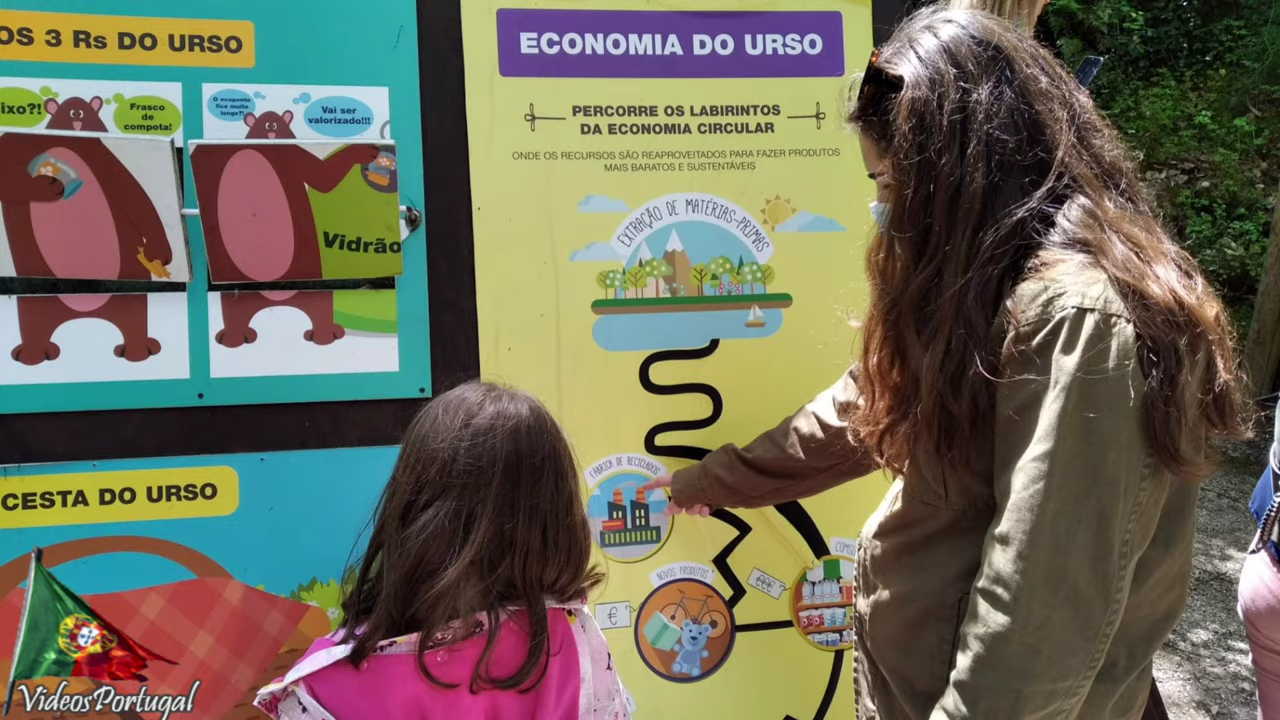 OS 3 Rs DO URSO
ixo?!
Frasco de
compota!
O ecoponto
fica muito
longe?!
Vai ser
valorizado!!!
Vidrão
CESTA DO URSO
ECONOMIA DO URSO
PERCORRE OS LABIRINTOS
DA ECONOMIA CIRCULAR
ONDE OS RECURSOS SÃO REAPROVEITADOS PARA FAZER PRODUTOS
MAIS BARATOS E SUSTENTÁVEIS
EXTRAÇÃO DE MATÉRIAS-PRIMAS
FÁBRICA DE RECICLADOS
NOVOS PRODUTOS
€
€€€
VideosPortugal